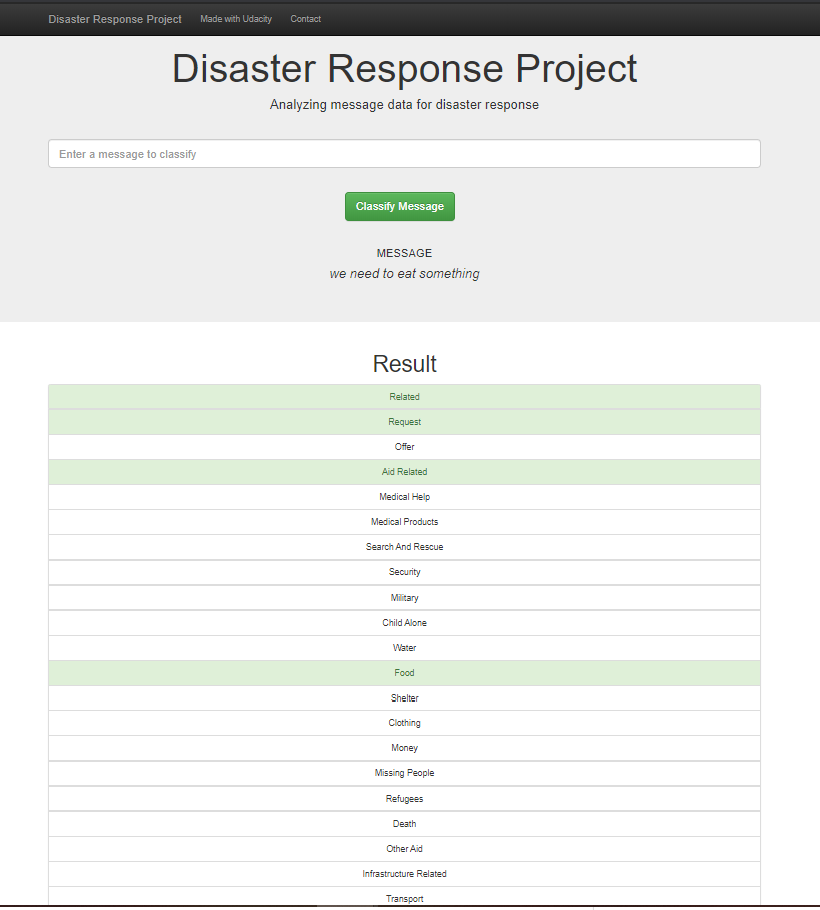 Disaster Response Project Made with Udacity Contact
Disaster Response Project
Analyzing message data for disaster response
Enter a message to classify
Classify Message
MESSAGE
we need to eat something
Result
Related
Request
Offer
Aid Related
Medical Help
Medical Products
Search And Rescue
Security
Military
Child Alone
Water
Food
Shelter
Clothing
Money
Missing People
Refugees
Death
Other Aid
Infrastructure Related
Transport